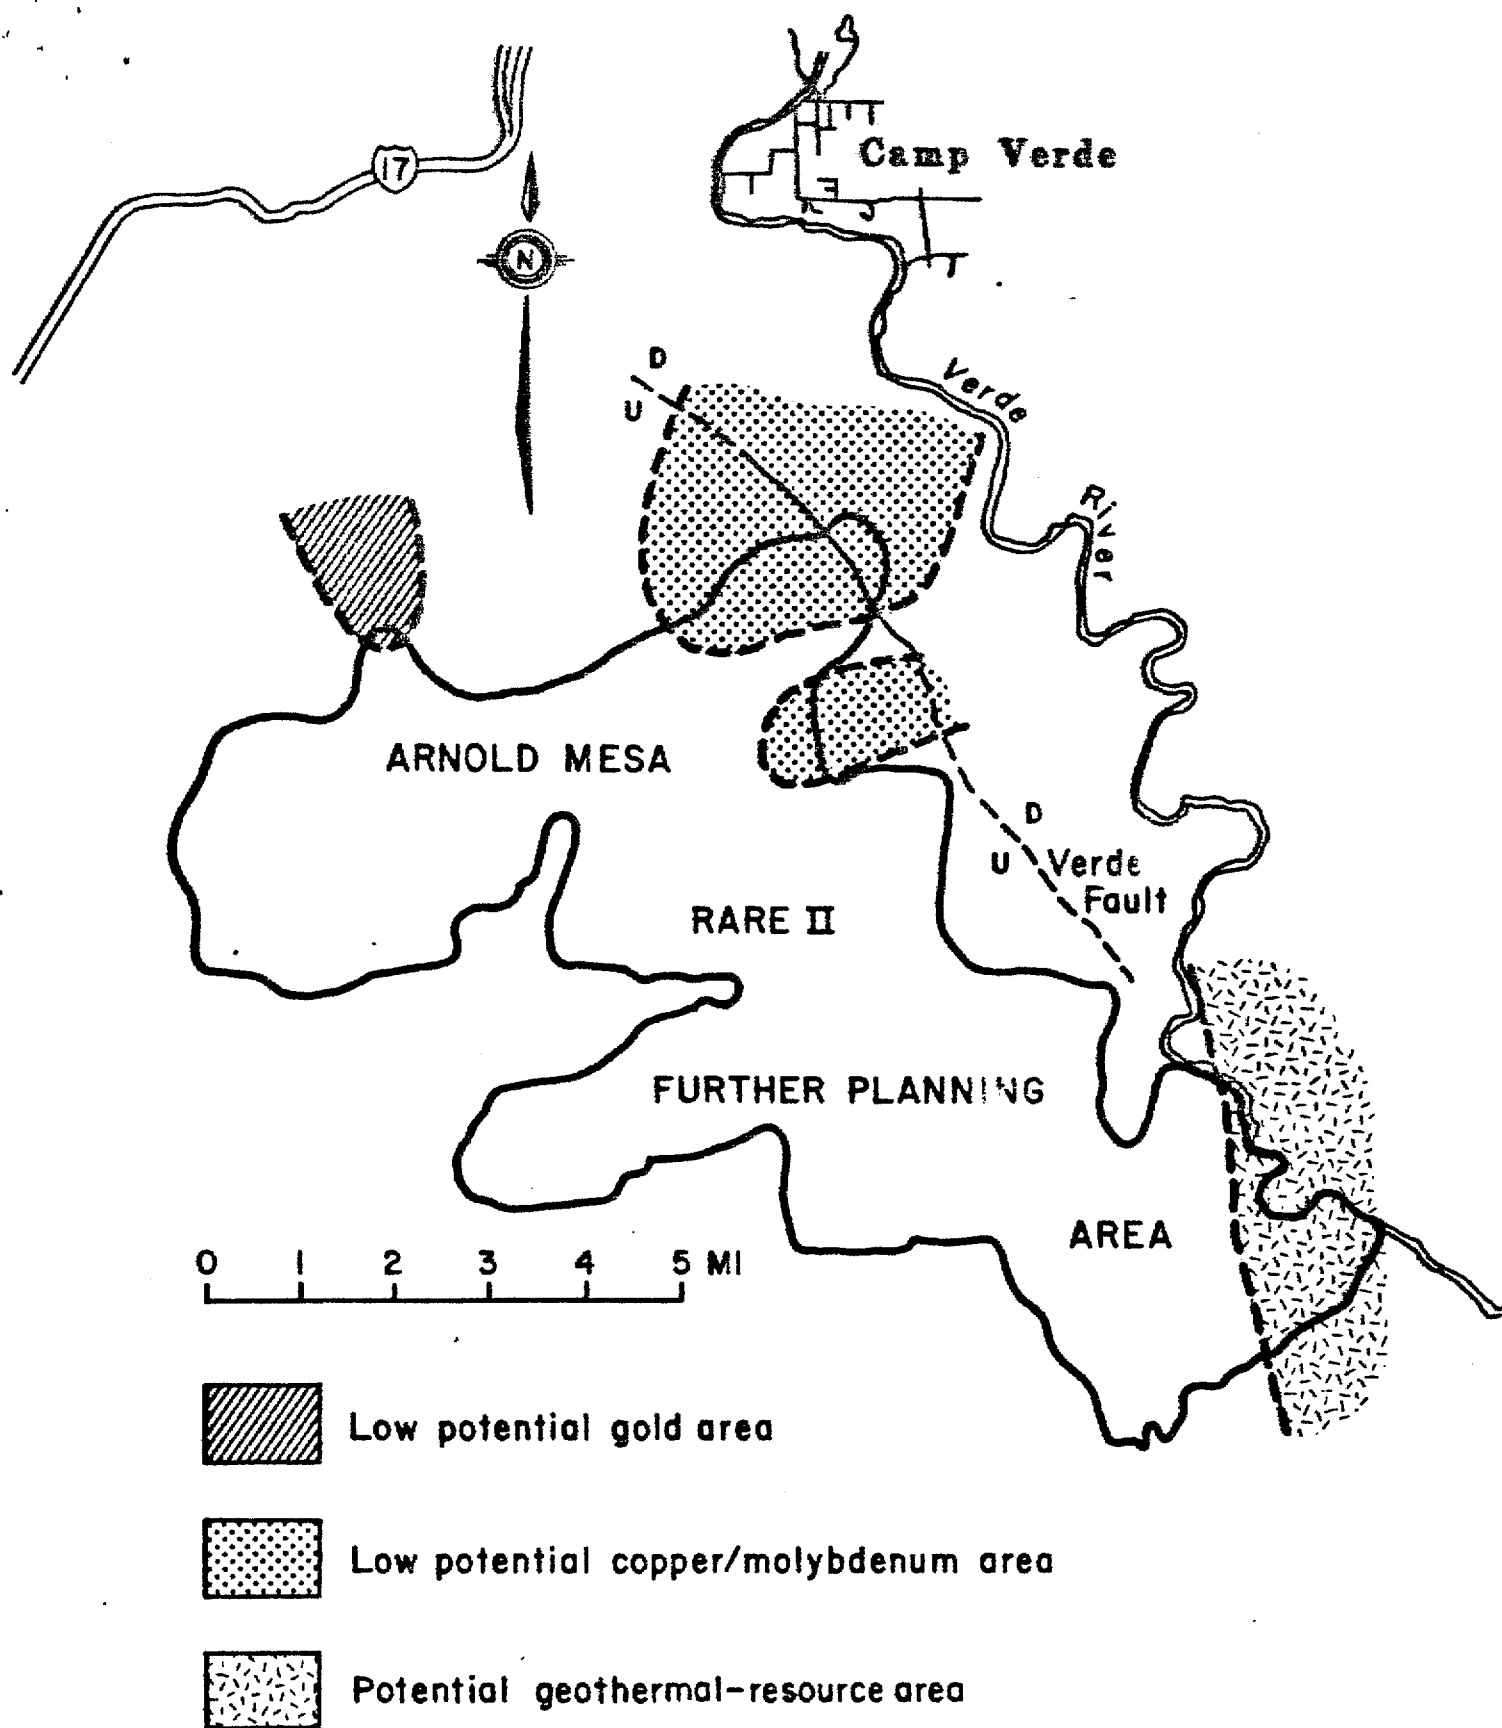 17
Camp Verde
N
D
U
Verde
River
ARNOLD MESA
D
U
Verde
Fault
RARE II
FURTHER PLANNING
AREA
0 1 2 3 4 5 MI
Low potential gold area
Low potential copper/molybdenum area
Potential geothermal-resource area